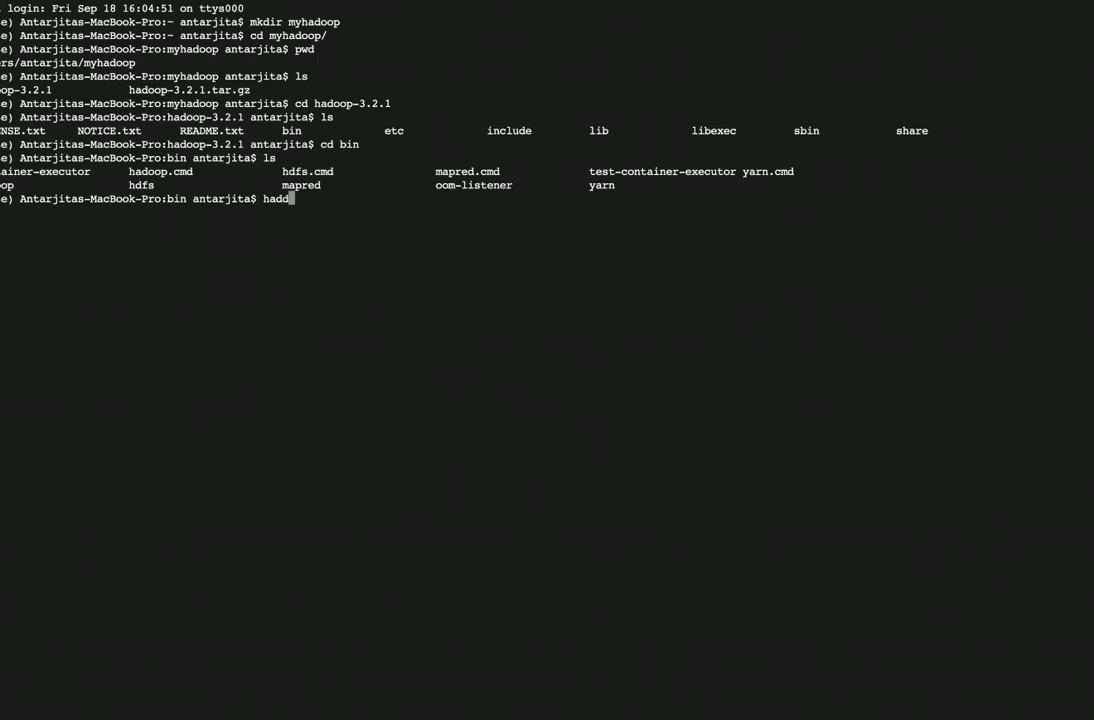 login: Fri Sep 18 16:04:51 on ttys000
e) Antarjitas-MacBook-Pro:~ antarjita$ mkdir myhadoop
e) Antarjitas-MacBook-Pro:~ antarjita$ cd myhadoop/
e) Antarjitas-MacBook-Pro:myhadoop antarjita$ pwd
ers/antarjita/myhadoop
e) Antarjitas-MacBook-Pro:myhadoop antarjita$ ls
op-3.2.1 hadoop-3.2.1.tar.gz
e) Antarjitas-MacBook-Pro:myhadoop antarjita$ cd hadoop-3.2.1
e) Antarjitas-MacBook-Pro:hadoop-3.2.1 antarjita$ ls
NSE.txt NOTICE.txt README.txt bin etc include lib libexec sbin share
e) Antarjitas-MacBook-Pro:hadoop-3.2.1 antarjita$ cd bin
e) Antarjitas-MacBook-Pro:bin antarjita$ ls
ainer-executor hadoop.cmd hdfs.cmd mapred.cmd test-container-executor yarn.cmd
op hdfs mapred oom-listener yarn
e) Antarjitas-MacBook-Pro:bin antarjita$ hadd